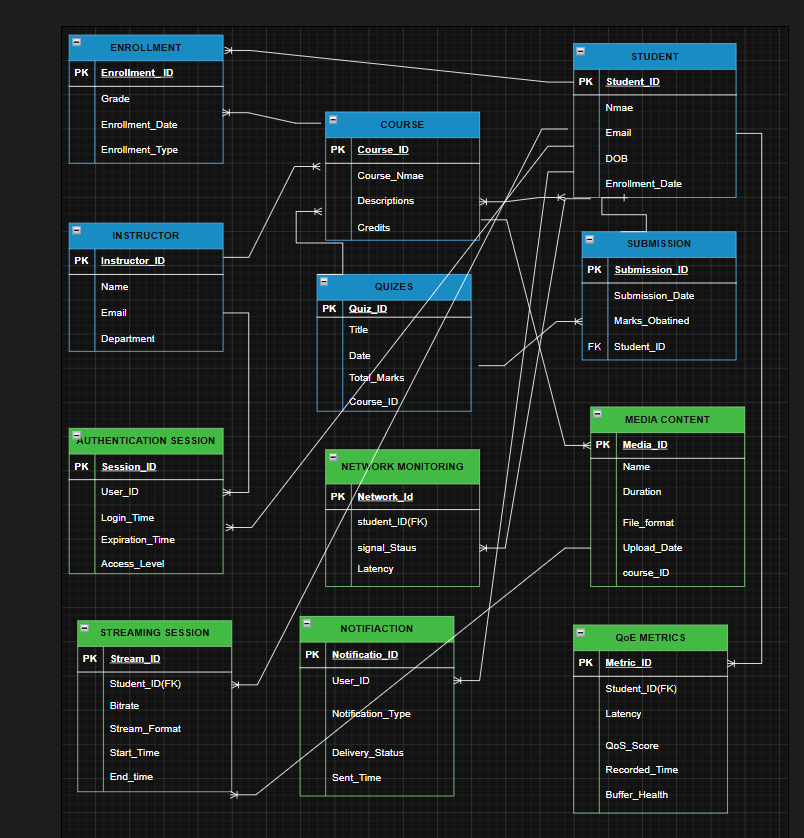 ENROLLMENT
PK Enrollment_ID
Grade
Enrollment_Date
Enrollment_Type
STUDENT
PK Student_ID
Nmae
Email
DOB
Enrollment_Date
COURSE
PK Course_ID
Course_Nmae
Descriptions
Credits
INSTRUCTOR
PK Instructor_ID
Name
Email
Department
SUBMISSION
PK Submission_ID
Submission_Date
Marks_Obatined
FK Student_ID
QUIZES
PK Quiz_ID
Title
Date
Total_Marks
Course_ID
MEDIA CONTENT
PK Media_ID
Name
Duration
File_format
Upload_Date
course_ID
AUTHENTICATION SESSION
PK Session_ID
User_ID
Login_Time
Expiration_Time
Access_Level
NETWORK MONITORING
PK Network_Id
student_ID(FK)
signal_Staus
Latency
STREAMING SESSION
PK Stream_ID
Student_ID(FK)
Bitrate
Stream_Format
Start_Time
End_time
NOTIFIACTION
PK Notificatio_ID
User_ID
Notification_Type
Delivery_Status
Sent_Time
QoE METRICS
PK Metric_ID
Student_ID(FK)
Latency
QoS_Score
Recorded_Time
Buffer_Health